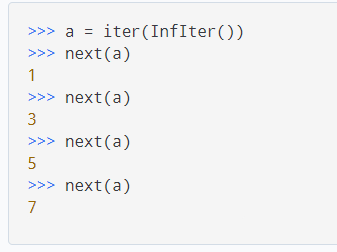 >>> a = iter(InfIter())
>>> next(a)
1
>>> next(a)
3
>>> next(a)
5
>>> next(a)
7